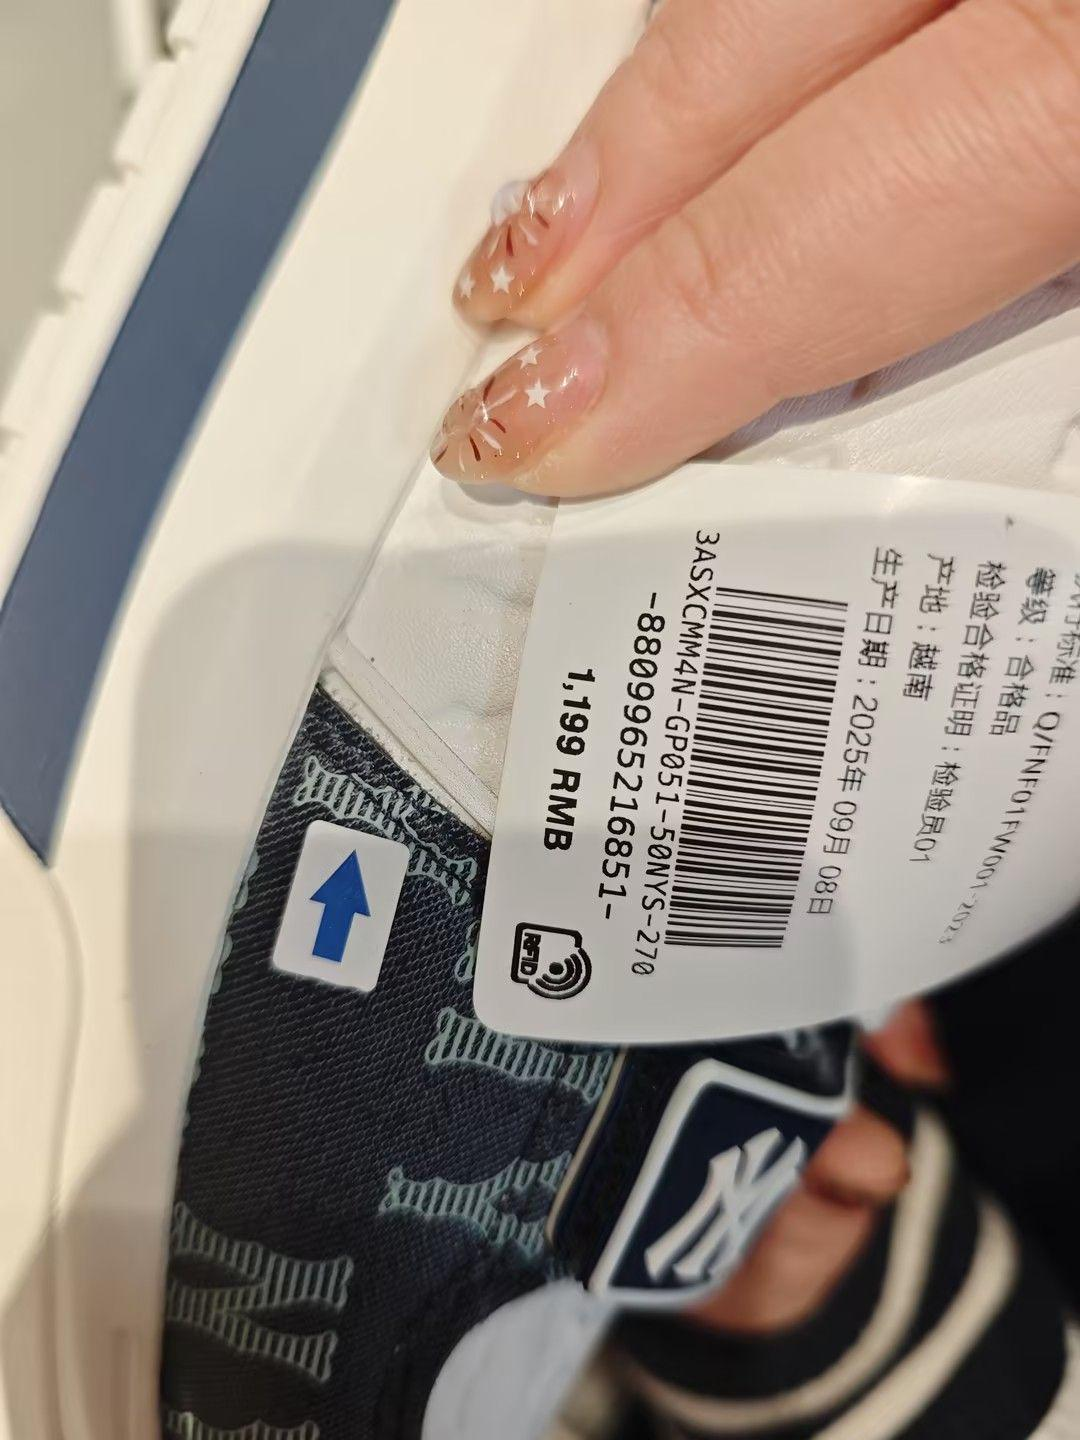 等级：合格品
检验合格证明：检验员01
产地：越南
生产日期：2025年 09月 08日
3ASXCMM4N-GP051-50NYS-270
-8809965216851-
1,199 RMB
RFID
NY